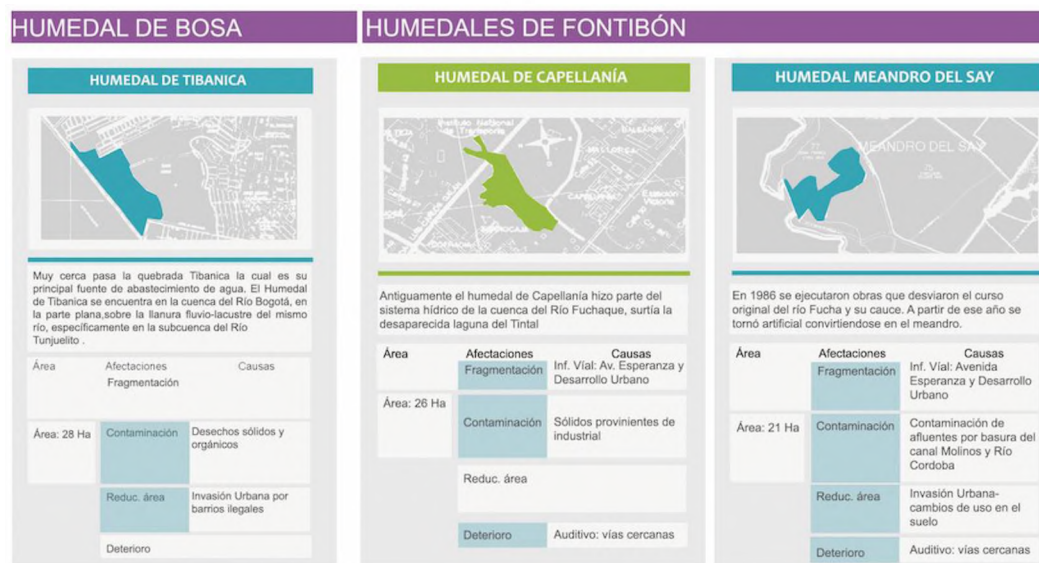 HUMEDAL DE BOSA
HUMEDALES DE FONTIBÓN
HUMEDAL DE TIBANICA
Muy cerca pasa la quebrada Tibanica la cual es su
principal fuente de abastecimiento de agua. El Humedal
de Tibanica se encuentra en la cuenca del Río Bogotá, en
la parte plana,sobre la llanura fluvio-lacustre del mismo
río, específicamente en la subcuenca del Río
Tunjuelito .
Área Afectaciones Causas
Fragmentación
Área: 28 Ha Contaminación Desechos sólidos y
orgánicos
Reduc. área Invasión Urbana por
barrios ilegales
Deterioro
HUMEDAL DE CAPELLANÍA
Instituto Nacional
de Transporte
Antiguamente el humedal de Capellanía hizo parte del
sistema hídrico de la cuenca del Río Fuchaque, surtía la
desaparecida laguna del Tintal
Área Afectaciones Causas
Fragmentación Inf. Víal: Av. Esperanza y
Desarrollo Urbano
Área: 26 Ha
Contaminación Sólidos provinientes de
industrial
Reduc. área
Deterioro Auditivo: vías cercanas
HUMEDAL MEANDRO DEL SAY
MEANDRO DEL SAY
En 1986 se ejecutaron obras que desviaron el curso
original del río Fucha y su cauce. A partir de ese año se
tornó artificial convirtiendose en el meandro.
Área Afectaciones Causas
Fragmentación Inf. Víal: Avenida
Esperanza y Desarrollo
Urbano
Área: 21 Ha Contaminación Contaminación de
afluentes por basura del
canal Molinos y Río
Cordoba
Reduc. área Invasión Urbana-
cambios de uso en el
suelo
Deterioro Auditivo: vías cercanas